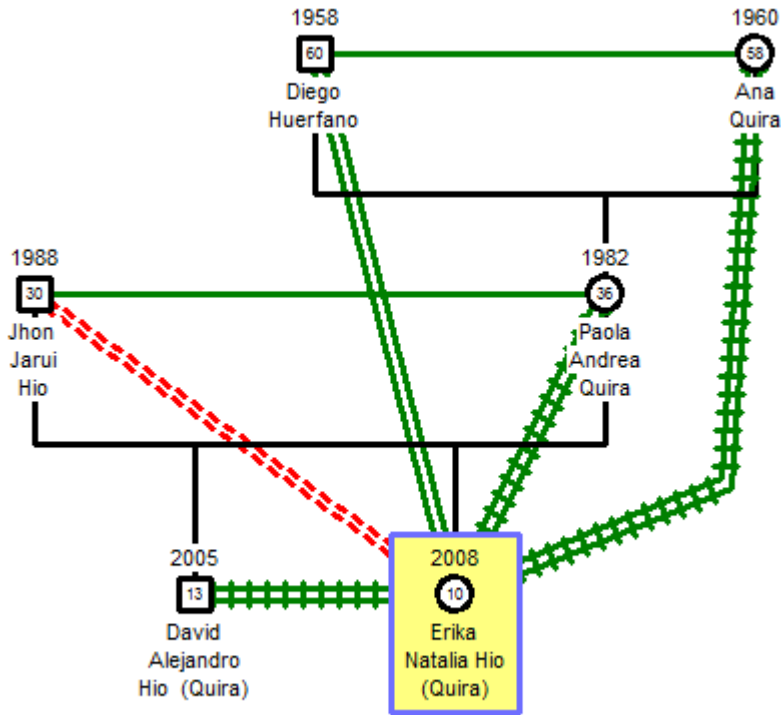 1958
60
Diego
Huerfano
1960
58
Ana
Quira
1988
30
Jhon
Jarui
Hio
1982
36
Paola
Andrea
Quira
2005
13
David
Alejandro
Hio (Quira)
2008
10
Erika
Natalia Hio
(Quira)